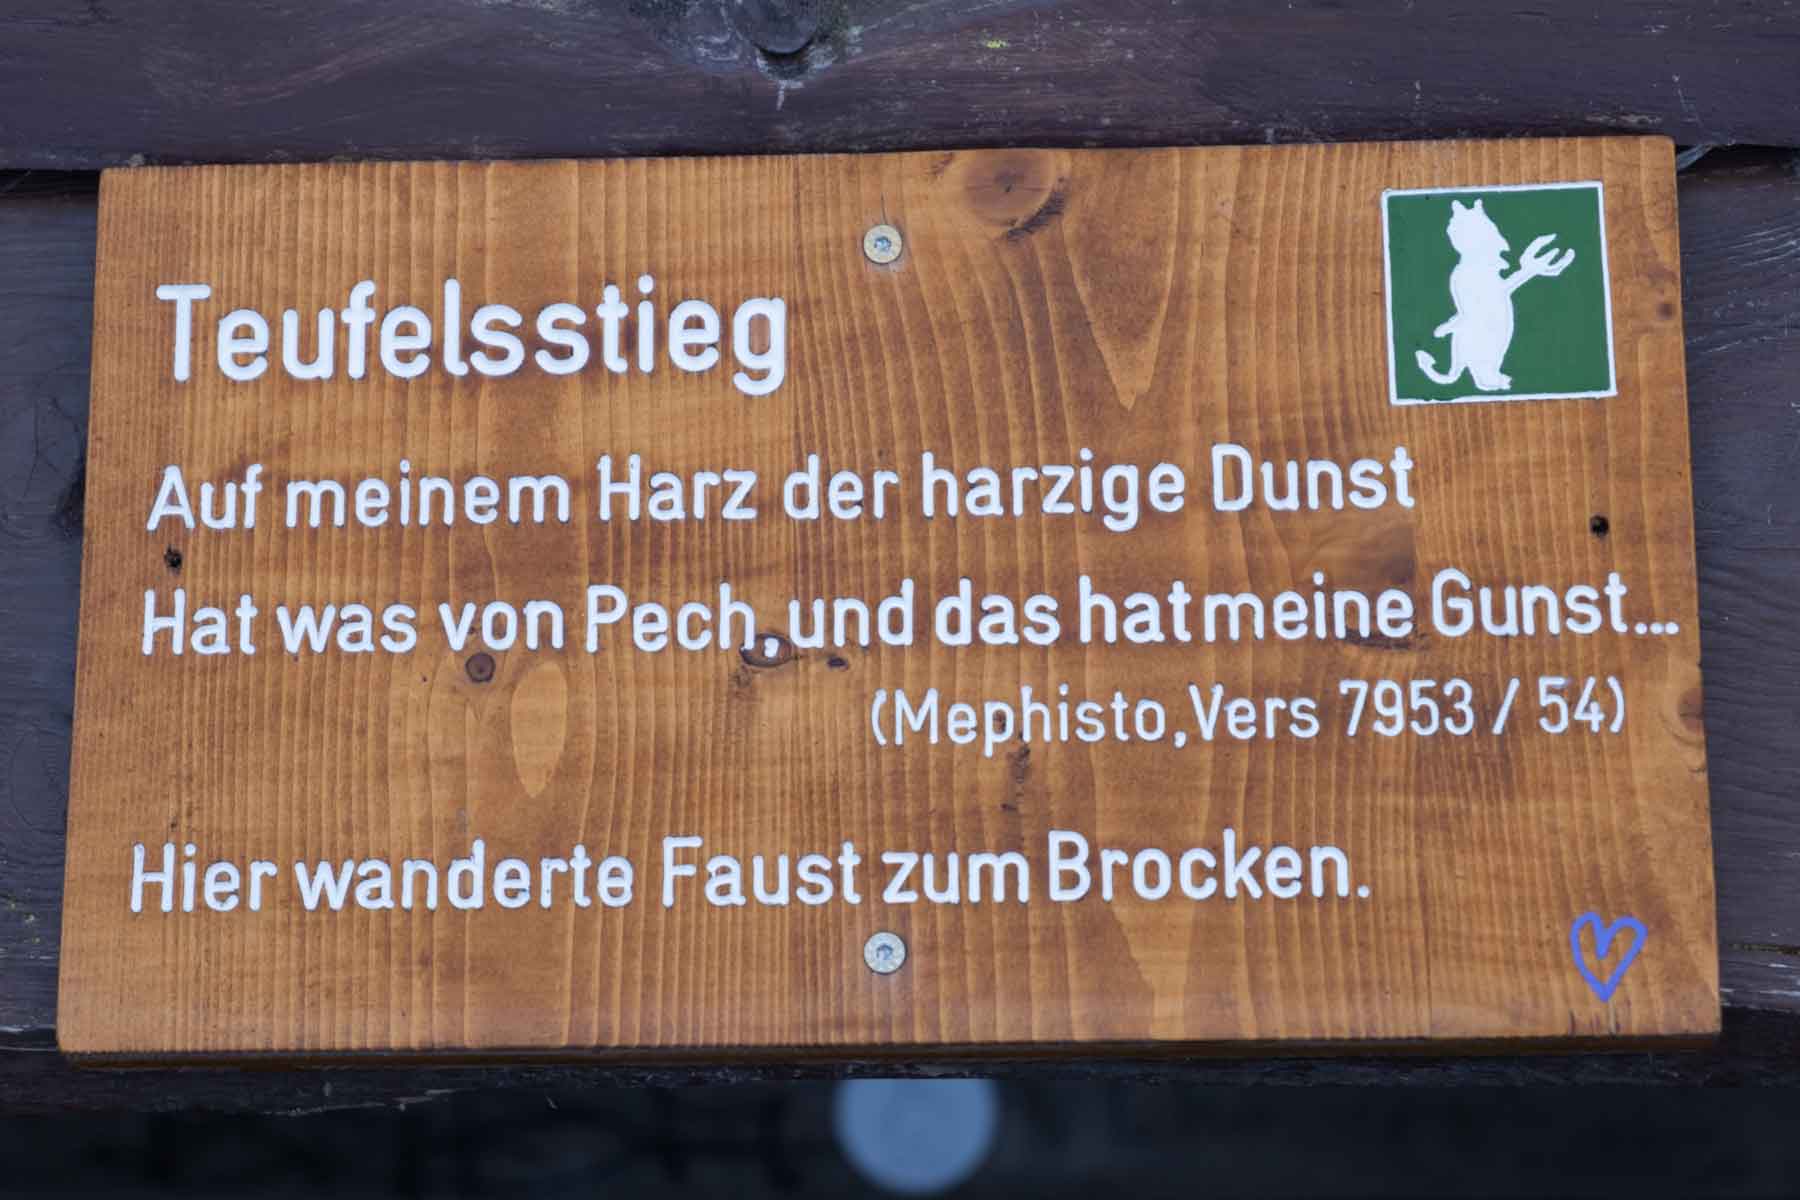 Teufelsstieg
Auf meinem Harz der harzige Dunst
Hat was von Pech, und das hat meine Gunst...
(Mephisto, Vers 7953 / 54)
Hier wanderte Faust zum Brocken.